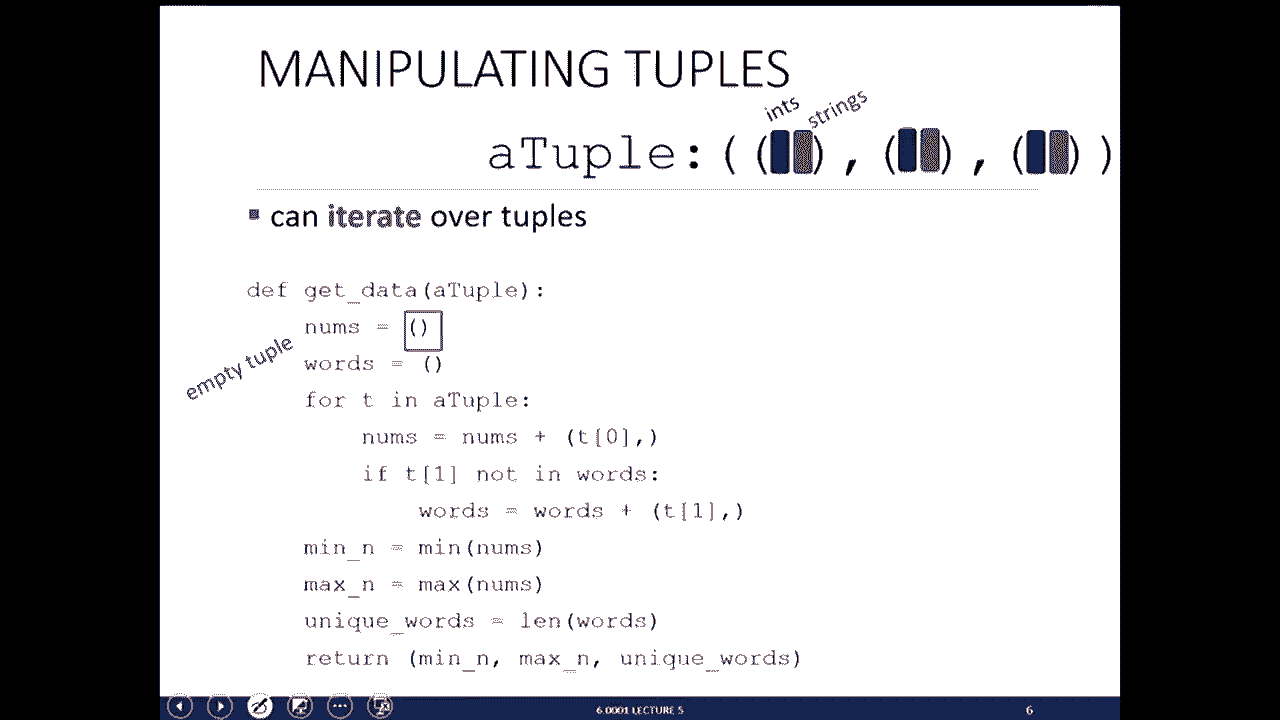 MANIPULATING TUPLES
ints strings
aTuple:(( ),( ),( ))
can iterate over tuples
def get_data(aTuple):
nums = ()
empty tuple
words = ()
for t in aTuple:
nums = nums + (t[0],)
if t[1] not in words:
words = words + (t[1],)
min_n = min(nums)
max_n = max(nums)
unique_words = len(words)
return (min_n, max_n, unique_words)
6.0001 LECTURE 5
6